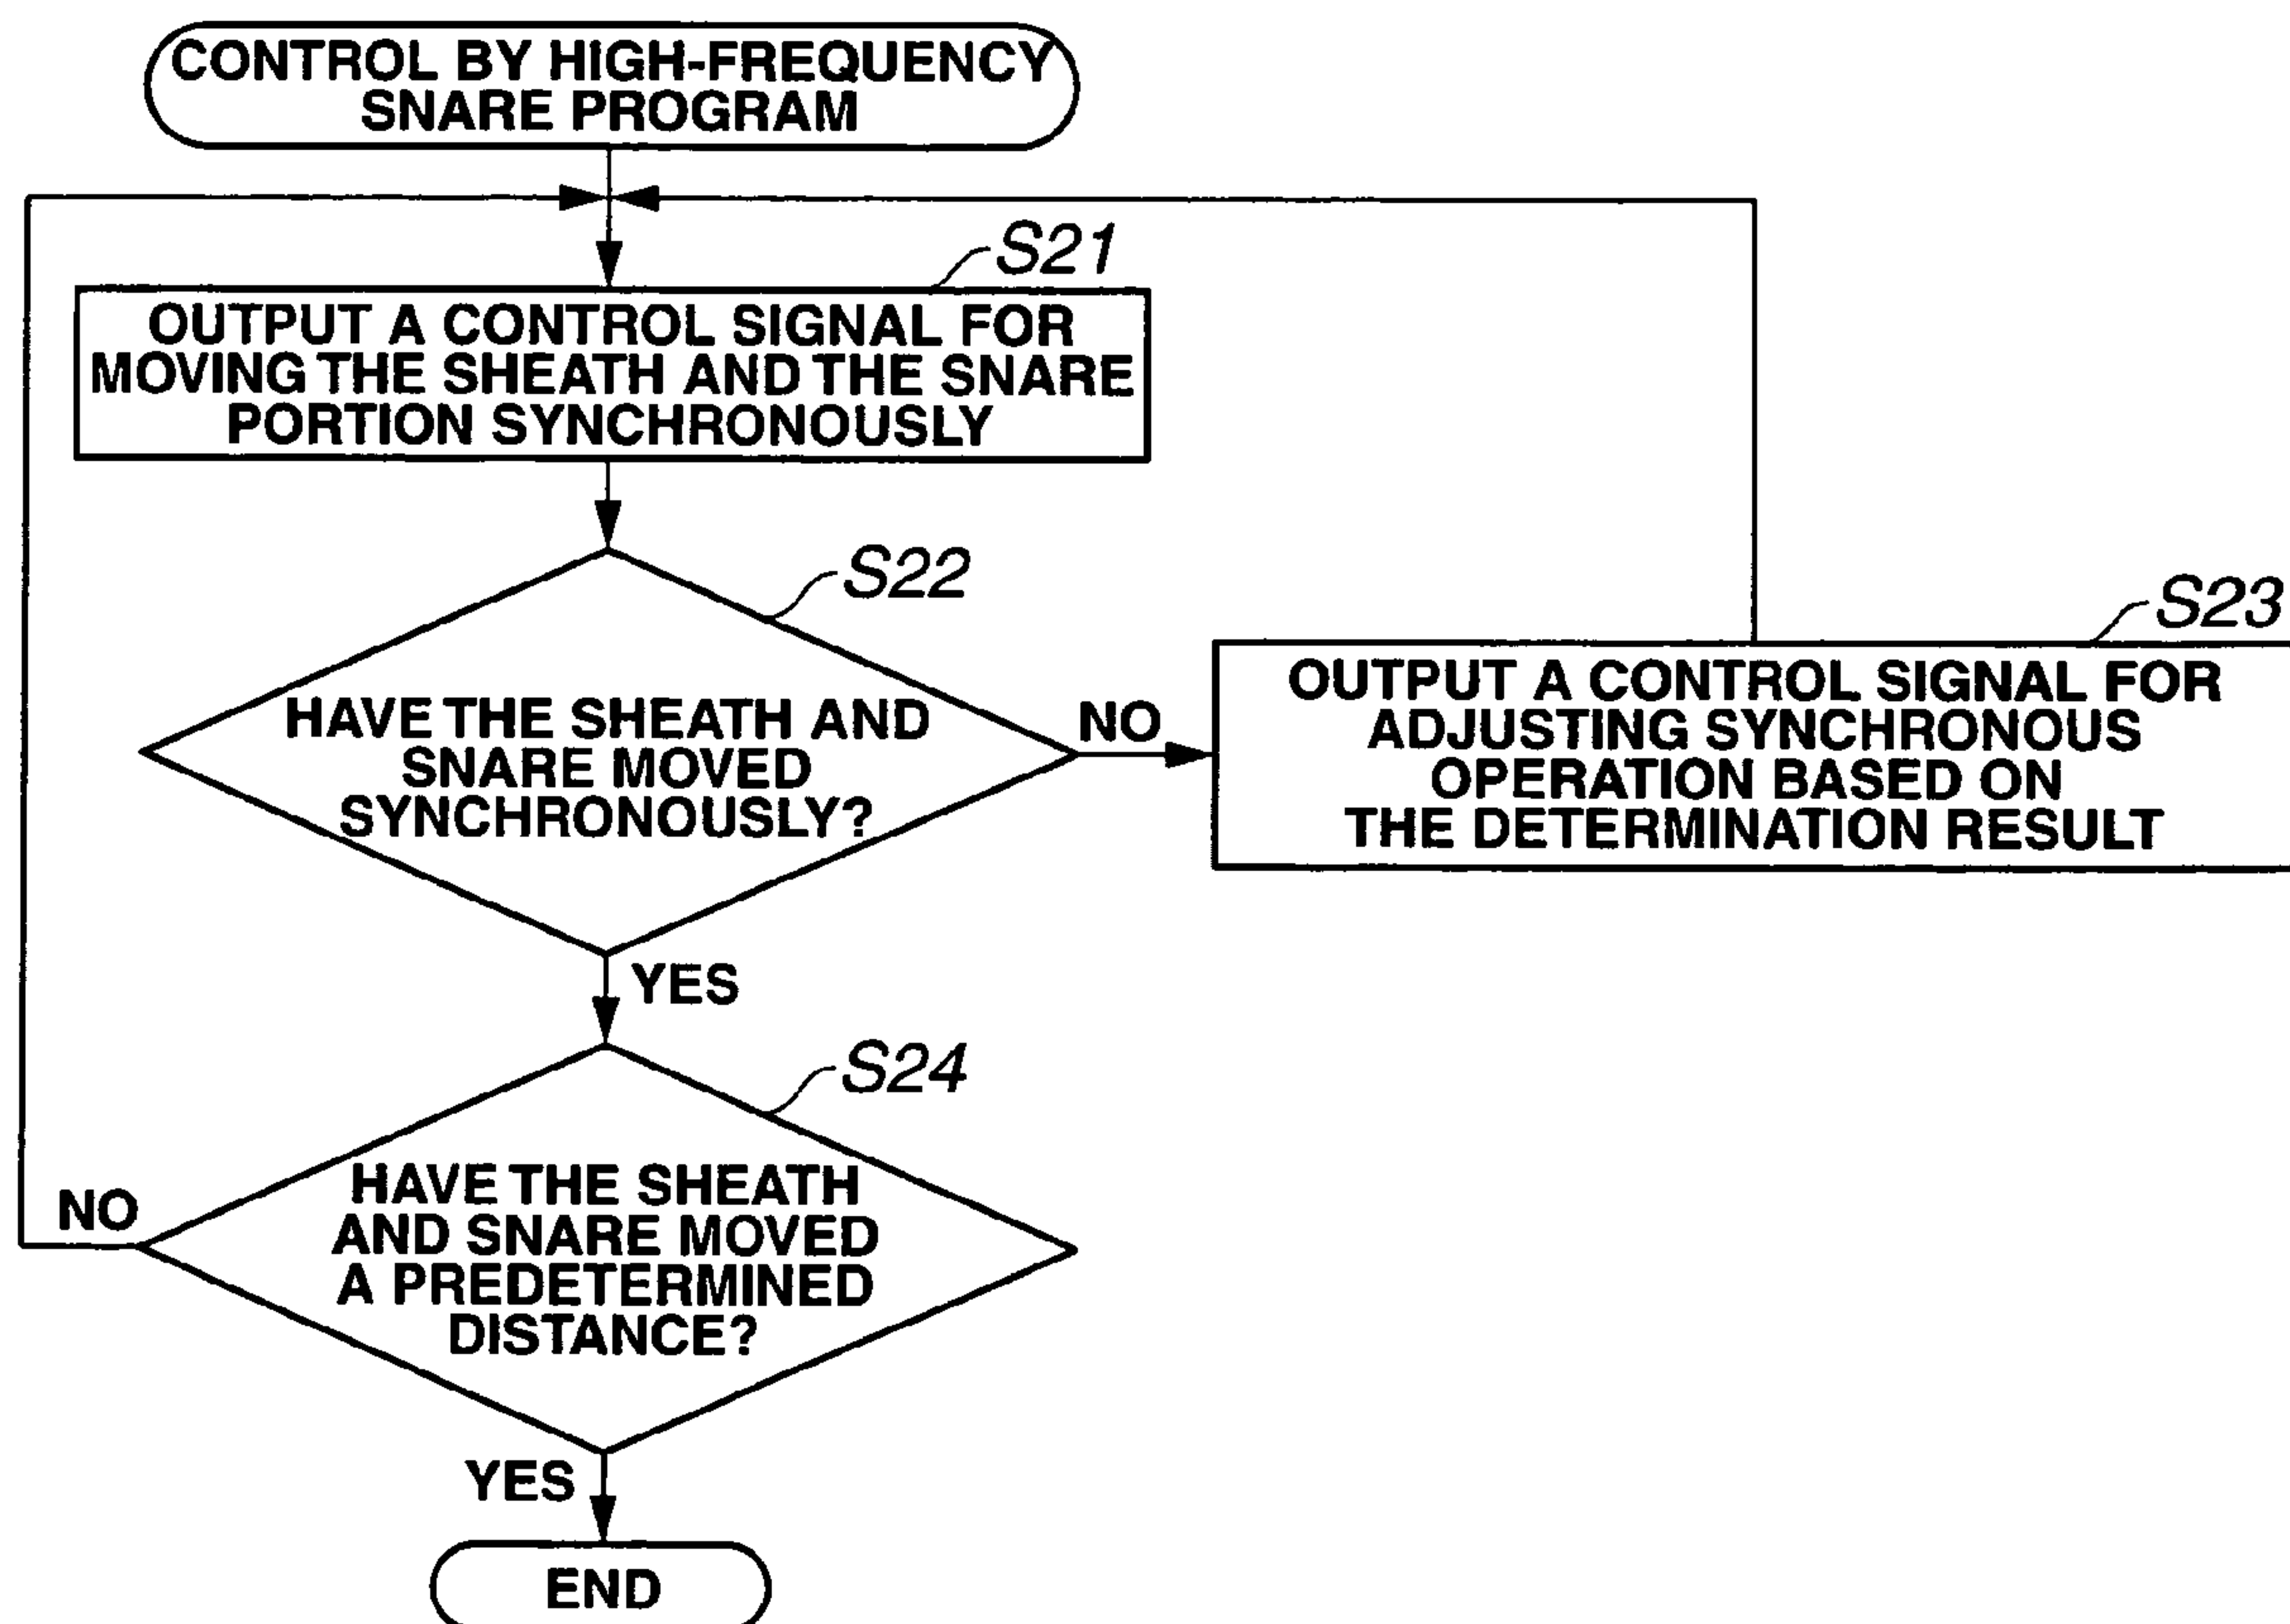 CONTROL BY HIGH-FREQUENCY
SNARE PROGRAM
S21
OUTPUT A CONTROL SIGNAL FOR
MOVING THE SHEATH AND THE SNARE
PORTION SYNCHRONOUSLY
S22
HAVE THE SHEATH AND
SNARE MOVED
SYNCHRONOUSLY?
NO
S23
OUTPUT A CONTROL SIGNAL FOR
ADJUSTING SYNCHRONOUS
OPERATION BASED ON
THE DETERMINATION RESULT
YES
S24
HAVE THE SHEATH
AND SNARE MOVED
A PREDETERMINED
DISTANCE?
NO
YES
END